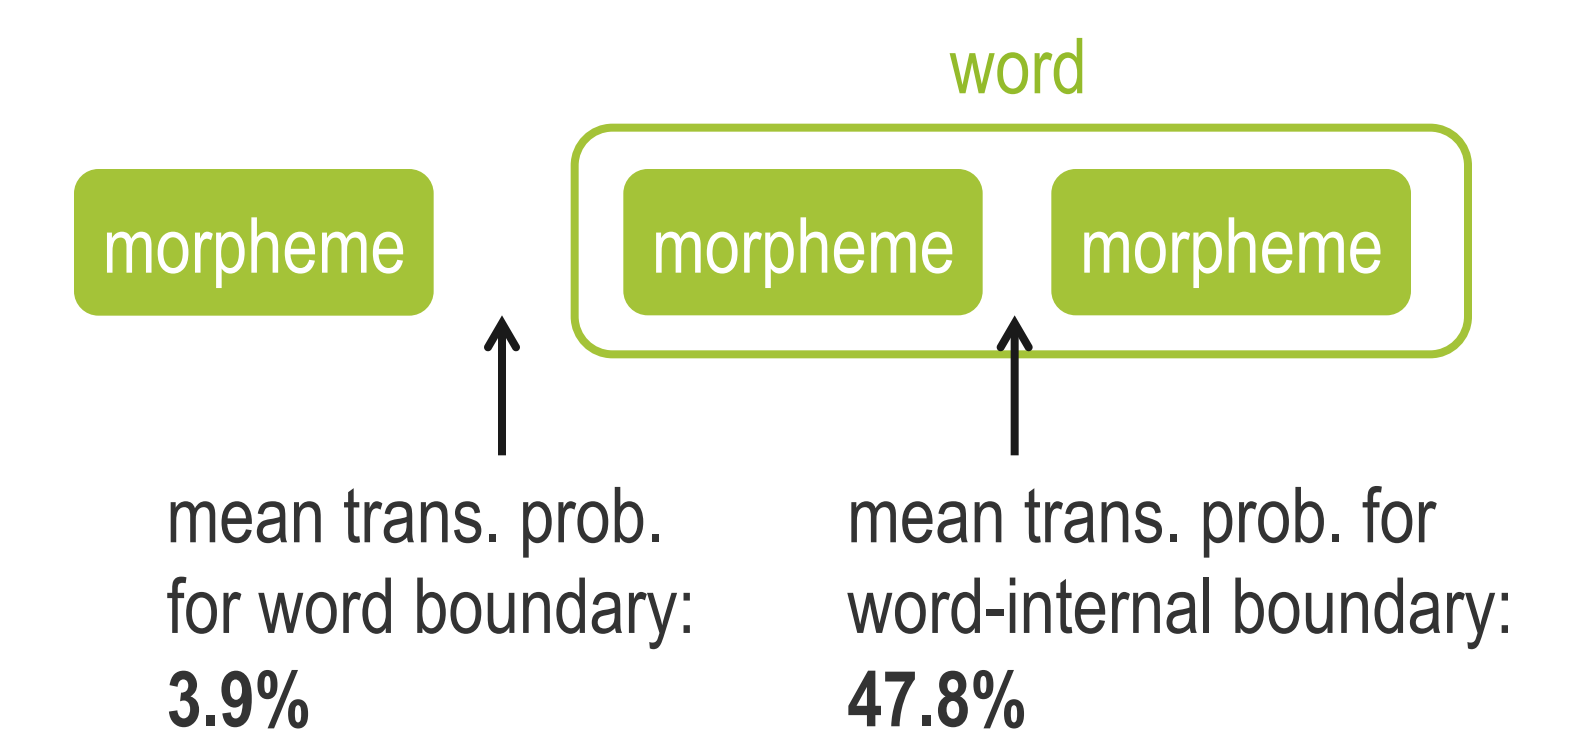 word
morpheme
morpheme
morpheme
mean trans. prob.
for word boundary:
3.9%
mean trans. prob. for
word-internal boundary:
47.8%